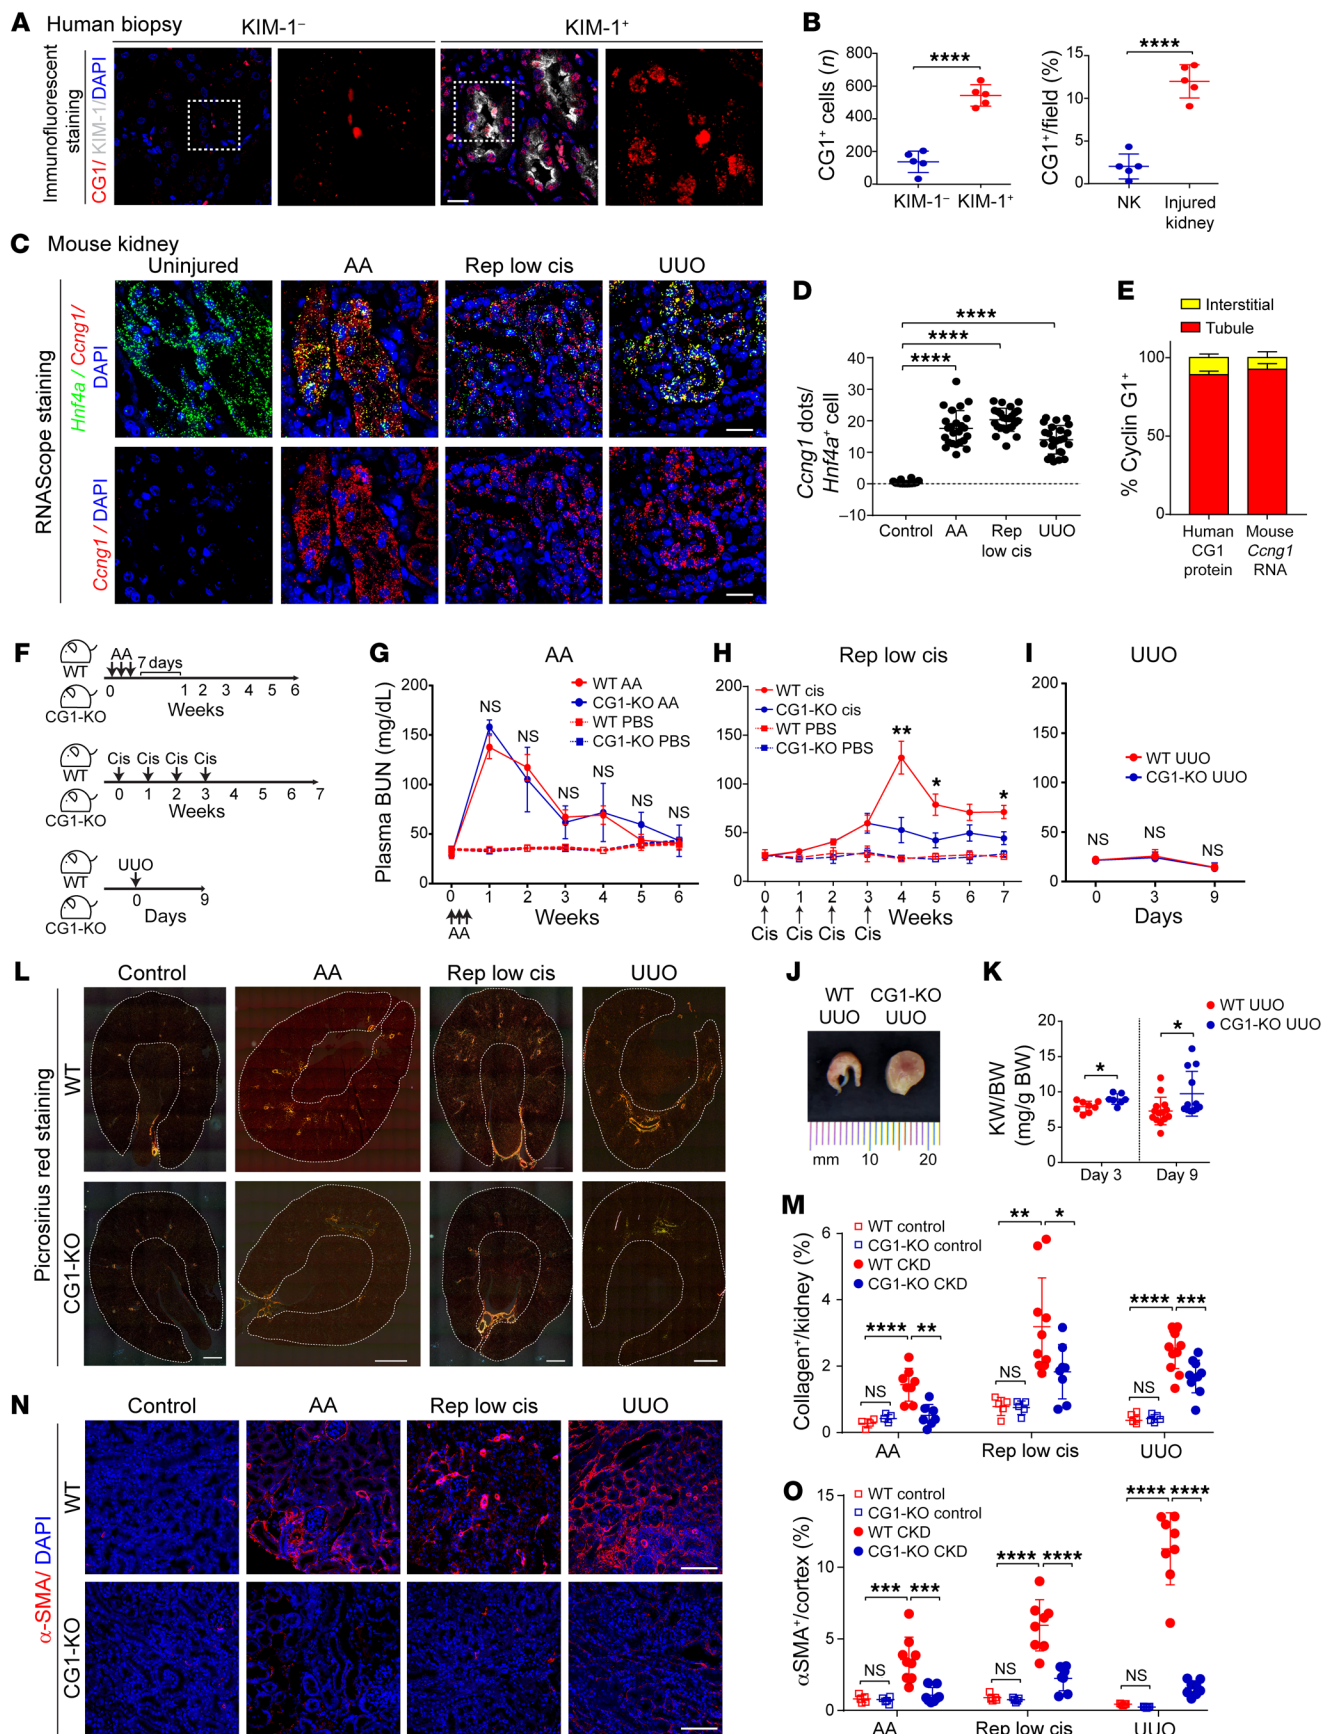 A Human biopsy
KIM-1⁻ KIM-1⁺
Immunofluorescent
staining
CG1/ KIM-1/DAPI
B
CG1⁺ cells (n)
800
600
400
200
0
****
KIM-1⁻ KIM-1⁺
CG1⁺/field (%)
15
10
5
0
****
NK Injured
kidney
C Mouse kidney
Uninjured AA Rep low cis UUO
RNAScope staining
Hnf4a / Ccng1/
DAPI
Ccng1 / DAPI
D
****
****
****
Ccng1 dots/
Hnf4a⁺ cell
40
30
20
10
0
–10
Control AA Rep
low cis UUO
E
Interstitial
Tubule
% Cyclin G1⁺
100
50
0
Human
CG1
protein
Mouse
Ccng1
RNA
F
WT
CG1-KO
AA
7 days
0 1 2 3 4 5 6
Weeks
WT
CG1-KO
Cis Cis Cis Cis
0 1 2 3 4 5 6 7
Weeks
WT
CG1-KO
UUO
0 9
Days
G AA
Plasma BUN (mg/dL)
200
150
100
50
0
WT AA
CG1-KO AA
WT PBS
CG1-KO PBS
NS NS NS NS NS NS
0 1 2 3 4 5 6
AA
Weeks
H Rep low cis
200
150
100
50
0
WT cis
CG1-KO cis
WT PBS
CG1-KO PBS
** * *
0 1 2 3 4 5 6 7
Weeks
Cis Cis Cis Cis
I UUO
200
150
100
50
0
WT UUO
CG1-KO UUO
NS NS NS
0 3 9
Days
J
WT
UUO
CG1-KO
UUO
mm 10 20
K
WT UUO
CG1-KO UUO
KW/BW
(mg/g BW)
20
15
10
5
0
* *
Day 3 Day 9
L
Control AA Rep low cis UUO
Picrosirius red staining
WT
CG1-KO
M
WT control
CG1-KO control
WT CKD
CG1-KO CKD
Collagen⁺/kidney (%)
6
4
2
0
NS **** **
NS ** *
NS **** ***
AA Rep low cis UUO
N
Control AA Rep low cis UUO
α-SMA/ DAPI
WT
CG1-KO
O
WT control
CG1-KO control
WT CKD
CG1-KO CKD
αSMA⁺/cortex (%)
15
10
5
0
NS *** ***
NS **** ****
NS **** ****
AA Rep low cis UUO